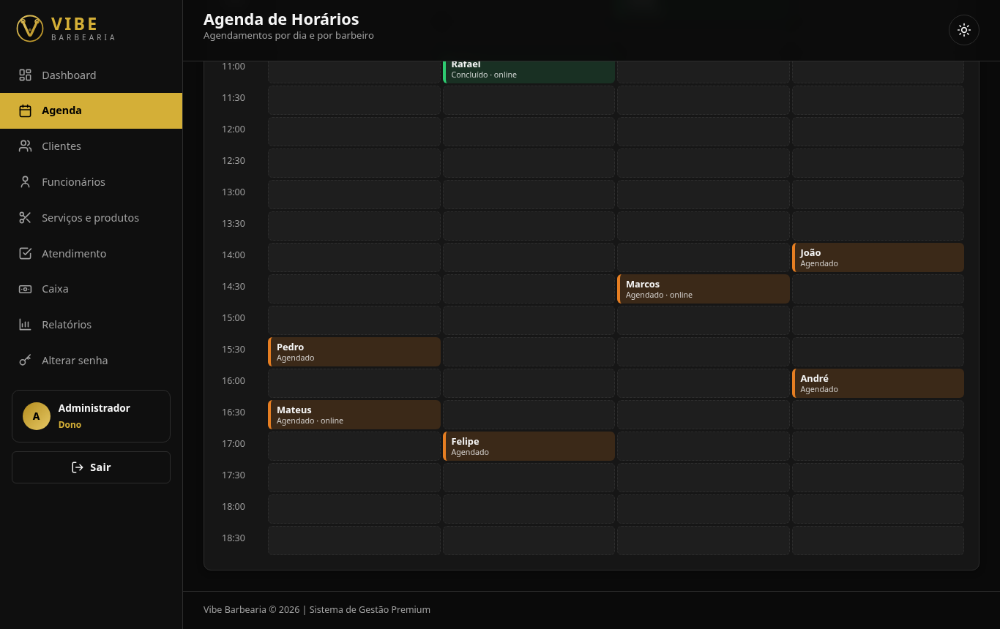 VIBE
BARBEARIA
Dashboard
Agenda
Clientes
Funcionários
Serviços e produtos
Atendimento
Caixa
Relatórios
Alterar senha
A
Administrador
Dono
Sair
Agenda de Horários
Agendamentos por dia e por barbeiro
11:00
Rafael
Concluído · online
11:30
12:00
12:30
13:00
13:30
14:00
João
Agendado
14:30
Marcos
Agendado · online
15:00
15:30
Pedro
Agendado
16:00
André
Agendado
16:30
Mateus
Agendado · online
17:00
Felipe
Agendado
17:30
18:00
18:30
Vibe Barbearia © 2026 | Sistema de Gestão Premium